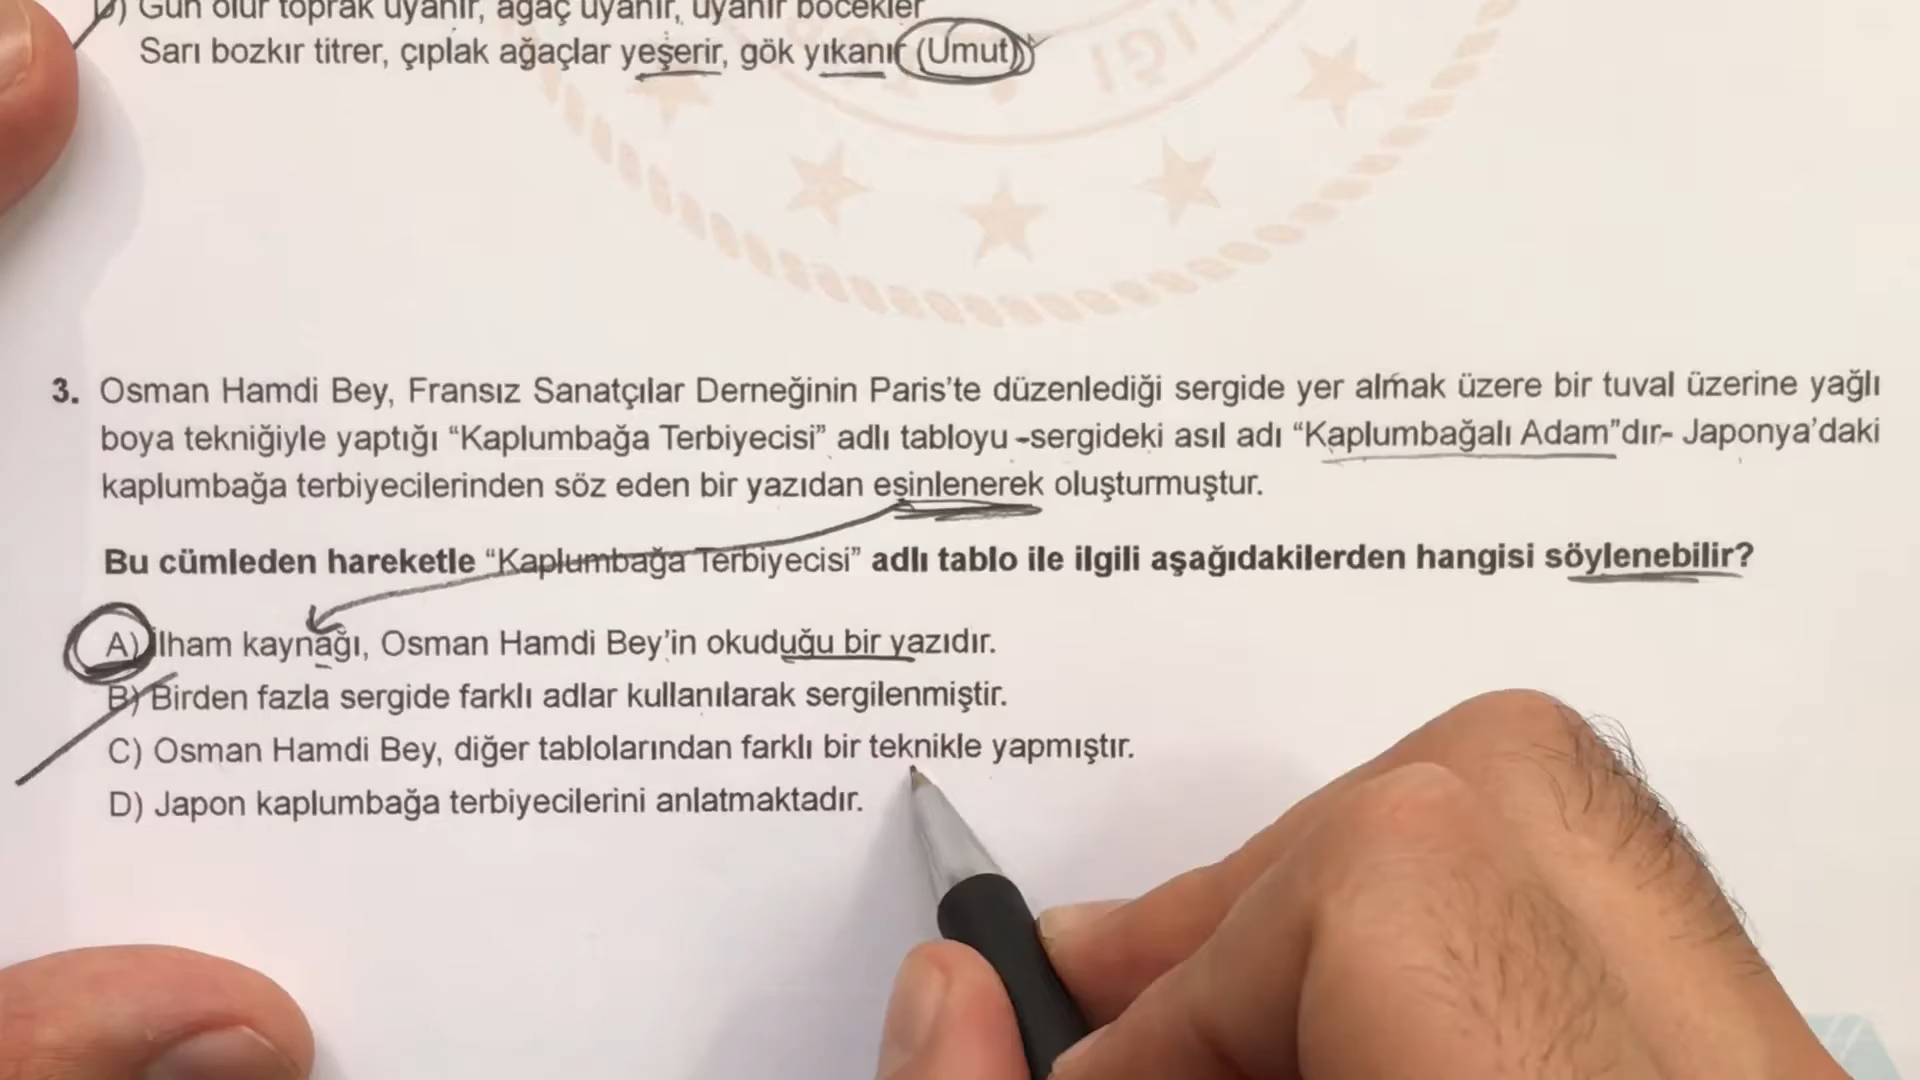 D) Gün olur toprak uyanır, ağaç uyanır, uyanır böcekler
Sarı bozkır titrer, çıplak ağaçlar yeşerir, gök yıkanır (Umut)
3. Osman Hamdi Bey, Fransız Sanatçılar Derneğinin Paris’te düzenlediği sergide yer almak üzere bir tuval üzerine yağlı
boya tekniğiyle yaptığı “Kaplumbağa Terbiyecisi” adlı tabloyu -sergideki asıl adı “Kaplumbağalı Adam”dır- Japonya’daki
kaplumbağa terbiyecilerinden söz eden bir yazıdan esinlenerek oluşturmuştur.
Bu cümleden hareketle “Kaplumbağa Terbiyecisi” adlı tablo ile ilgili aşağıdakilerden hangisi söylenebilir?
A) İlham kaynağı, Osman Hamdi Bey’in okuduğu bir yazıdır.
B) Birden fazla sergide farklı adlar kullanılarak sergilenmiştir.
C) Osman Hamdi Bey, diğer tablolarından farklı bir teknikle yapmıştır.
D) Japon kaplumbağa terbiyecilerini anlatmaktadır.